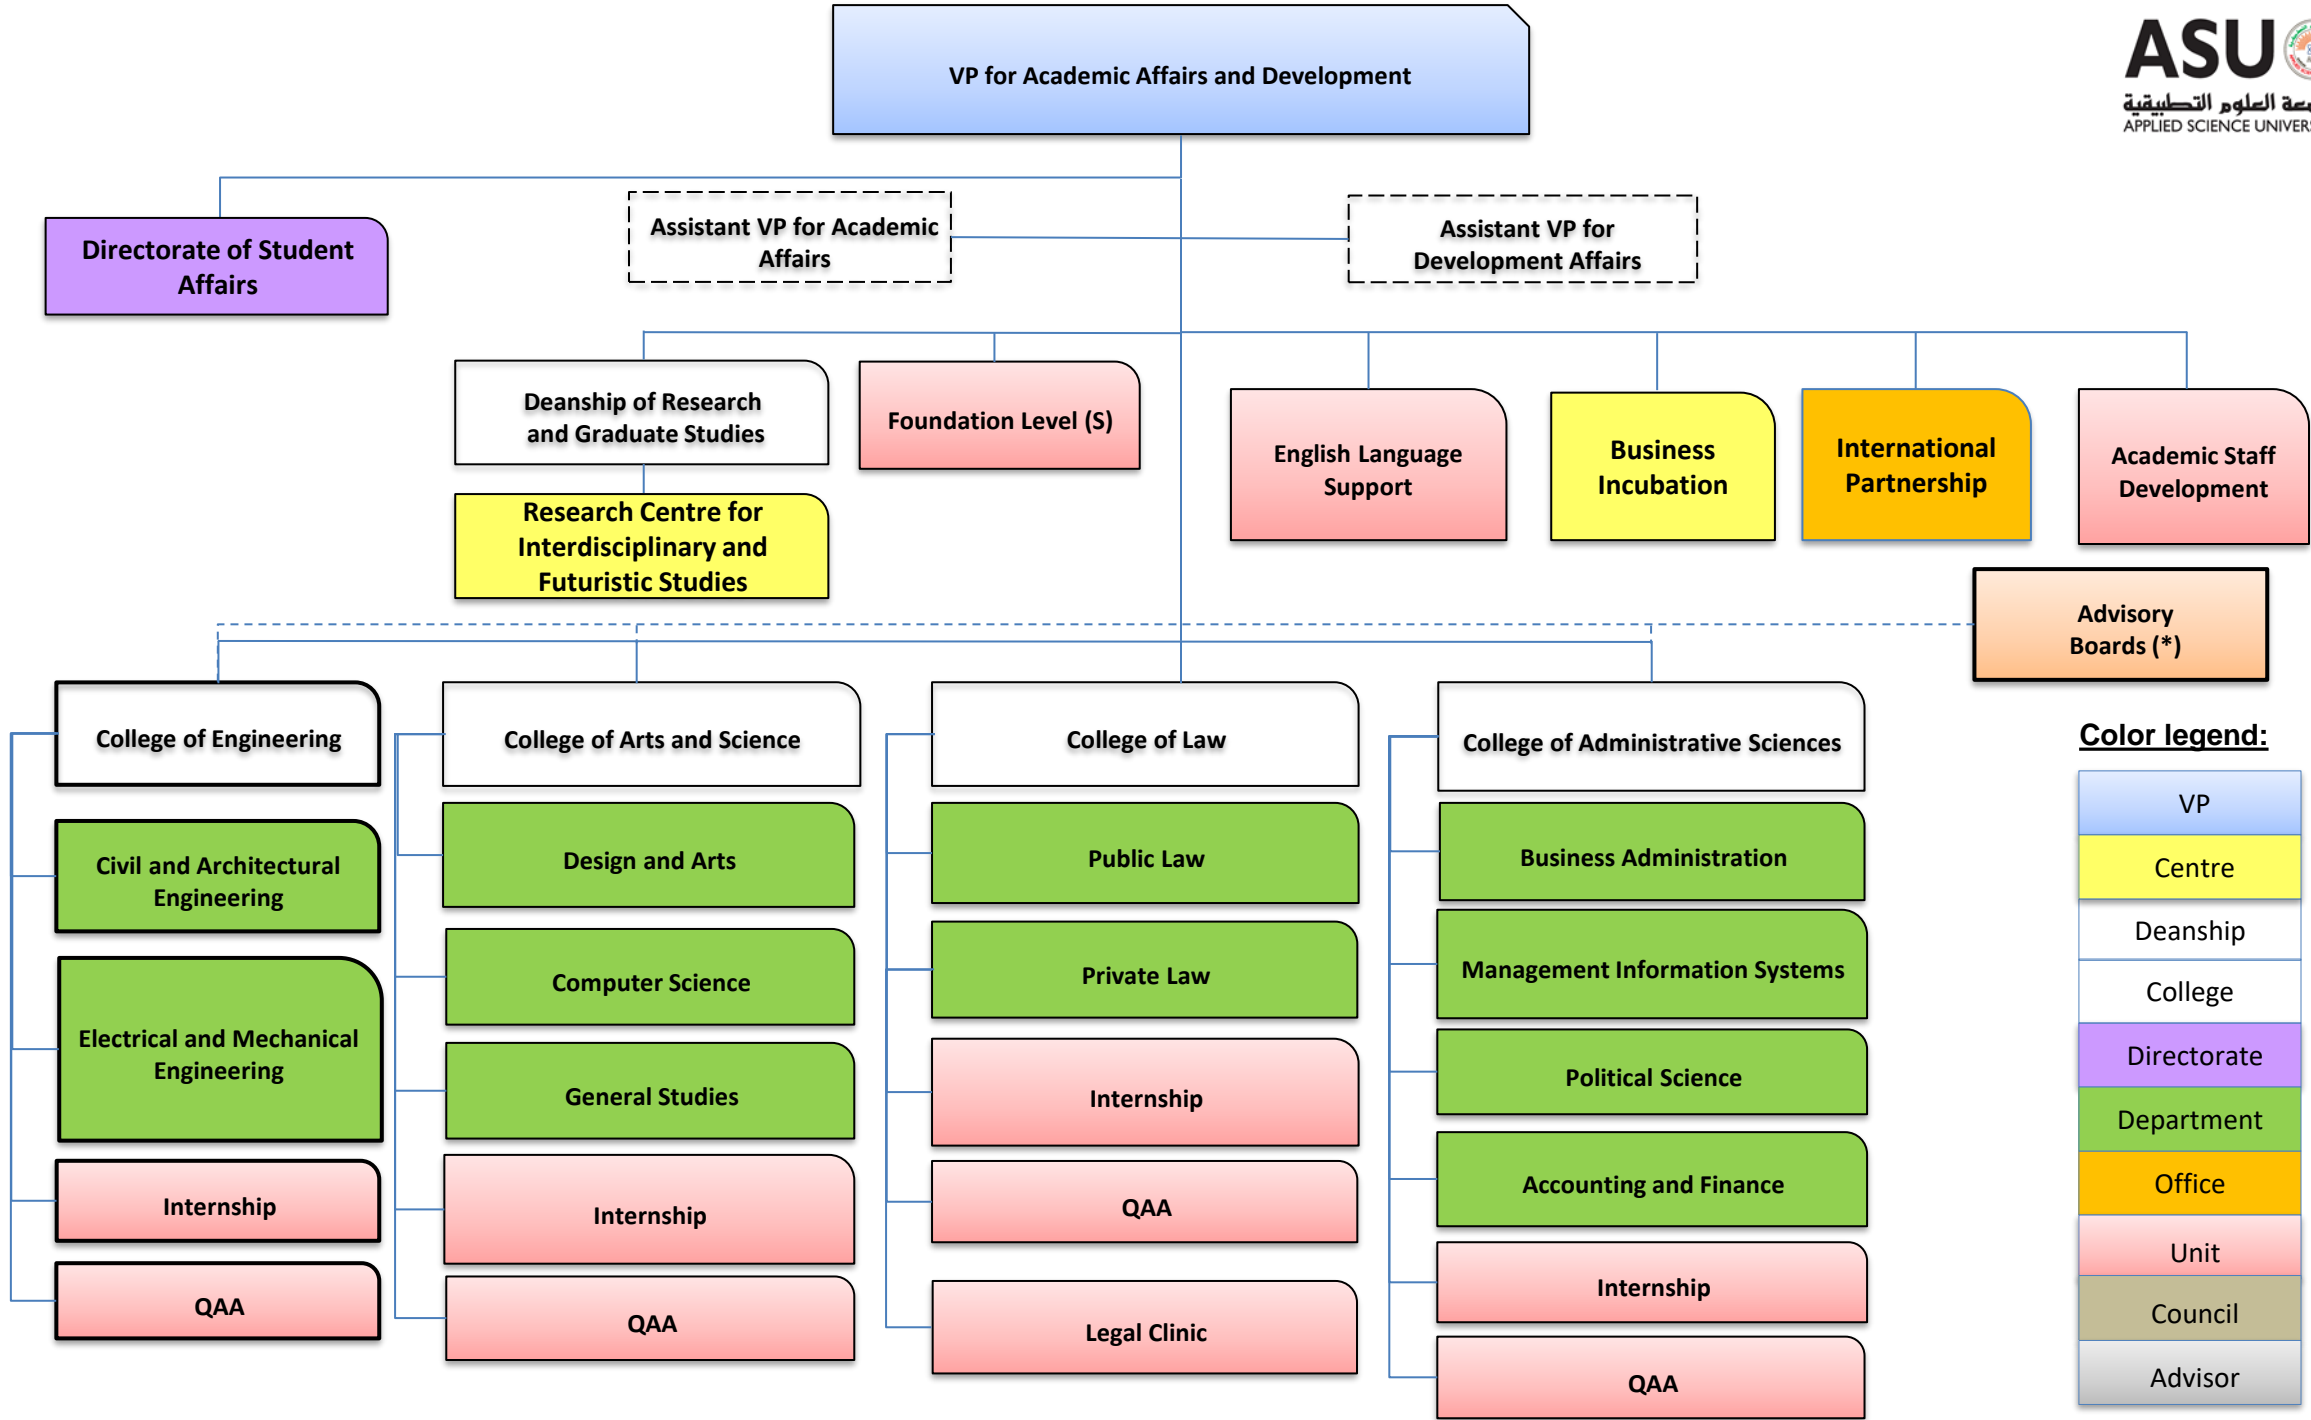 VP for Academic Affairs and Development
ASU
التطبيقية
العلوم
APPLIED SCIENCE
Directorate of Student
Affairs
Assistant VP for Academic
Affairs
Assistant VP for
Development Affairs
Deanship of Research
and Graduate Studies
Foundation Level (S)
English Language
Support
Business
Incubation
International
Partnership
Academic Staff
Development
Research Centre for
Interdisciplinary and
Futuristic Studies
Advisory
Boards (*)
College of Engineering
Civil and Architectural
Engineering
Electrical and Mechanical
Engineering
Internship
QAA
College of Arts and Science
Design and Arts
Computer Science
General Studies
Internship
QAA
College of Law
Public Law
Private Law
Internship
QAA
Legal Clinic
College of Administrative Sciences
Business Administration
Management Information Systems
Political Science
Accounting and Finance
Internship
QAA
Color legend:
VP
Centre
Deanship
College
Directorate
Department
Office
Unit
Council
Advisor